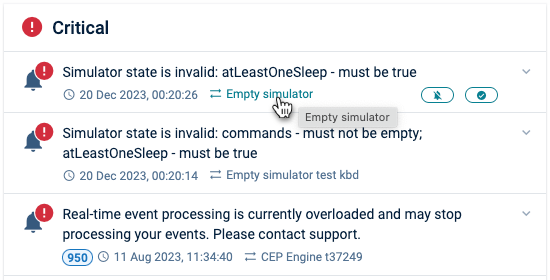 Critical
Simulator state is invalid: atLeastOneSleep - must be true
20 Dec 2023, 00:20:26 Empty simulator
Empty simulator
Simulator state is invalid: commands - must not be empty;
atLeastOneSleep - must be true
20 Dec 2023, 00:20:14 Empty simulator test kbd
Real-time event processing is currently overloaded and may stop
processing your events. Please contact support.
950 11 Aug 2023, 11:34:40 CEP Engine t37249